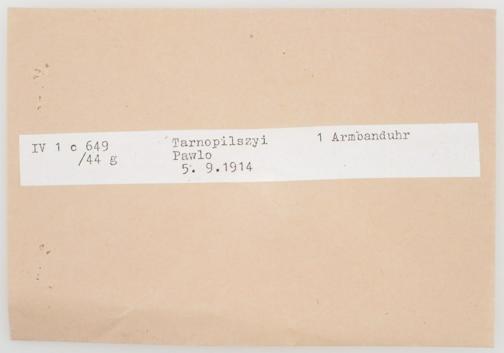 IV 1 c 649 Tarnopilszyi 1 Armbanduhr
/44 g Pawlo
5. 9.1914